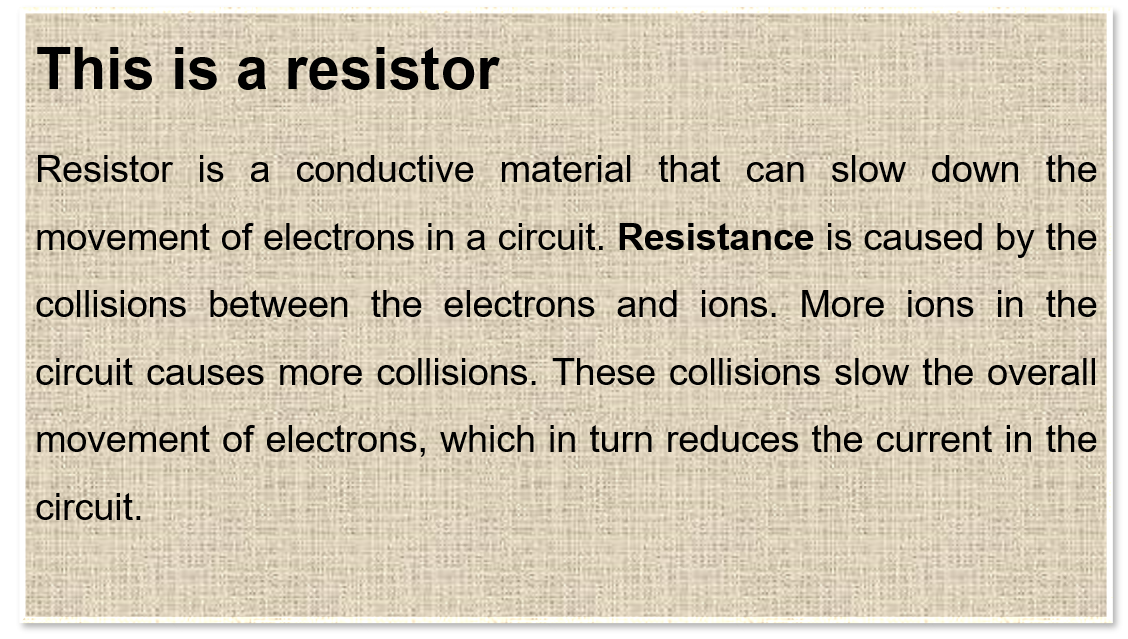 This is a resistor
Resistor is a conductive material that can slow down the
movement of electrons in a circuit. Resistance is caused by the
collisions between the electrons and ions. More ions in the
circuit causes more collisions. These collisions slow the overall
movement of electrons, which in turn reduces the current in the
circuit.